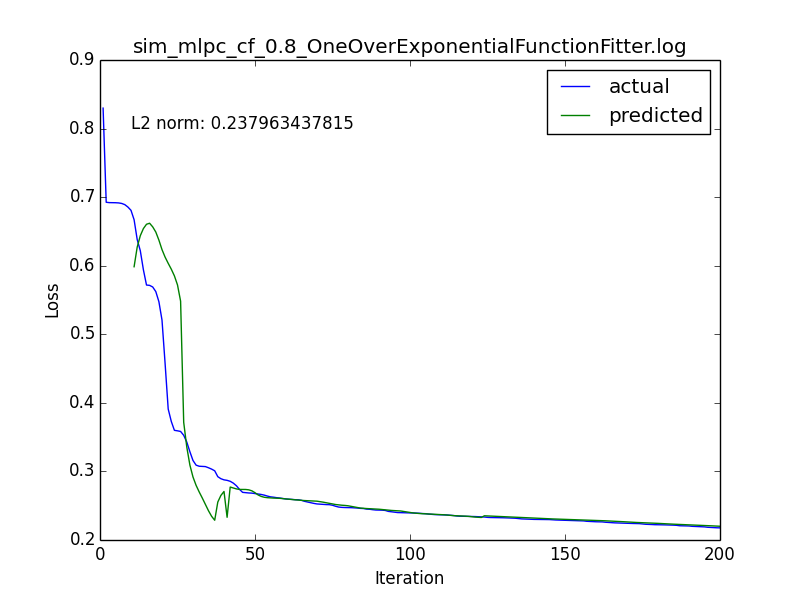 sim_mlpc_cf_0.8_OneOverExponentialFunctionFitter.log
0.9
0.8
0.7
0.6
0.5
0.4
0.3
0.2
Loss
L2 norm: 0.237963437815
actual
predicted
0 50 100 150 200
Iteration